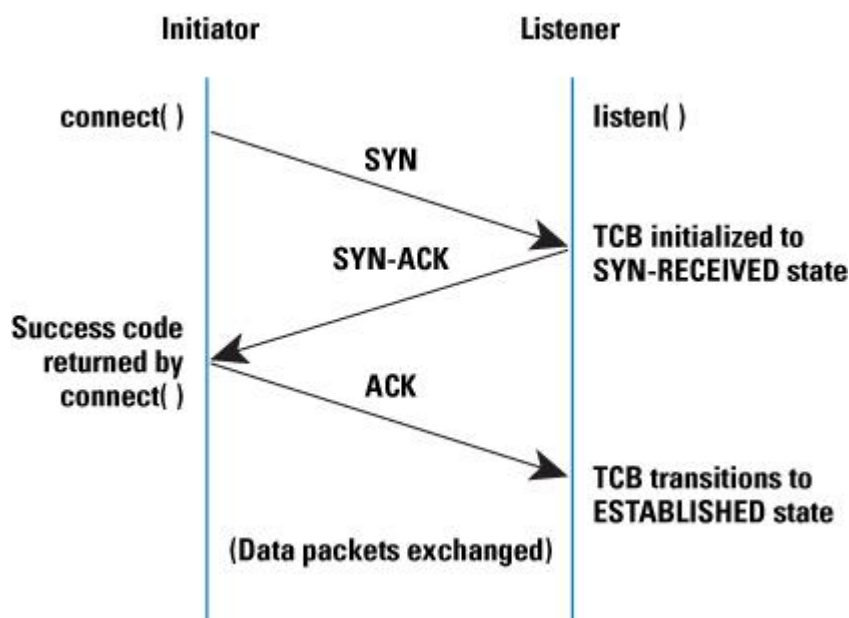 Initiator
Listener
connect( )
listen( )
SYN
TCB initialized to
SYN-RECEIVED state
SYN-ACK
Success code
returned by
connect( )
ACK
TCB transitions to
ESTABLISHED state
(Data packets exchanged)